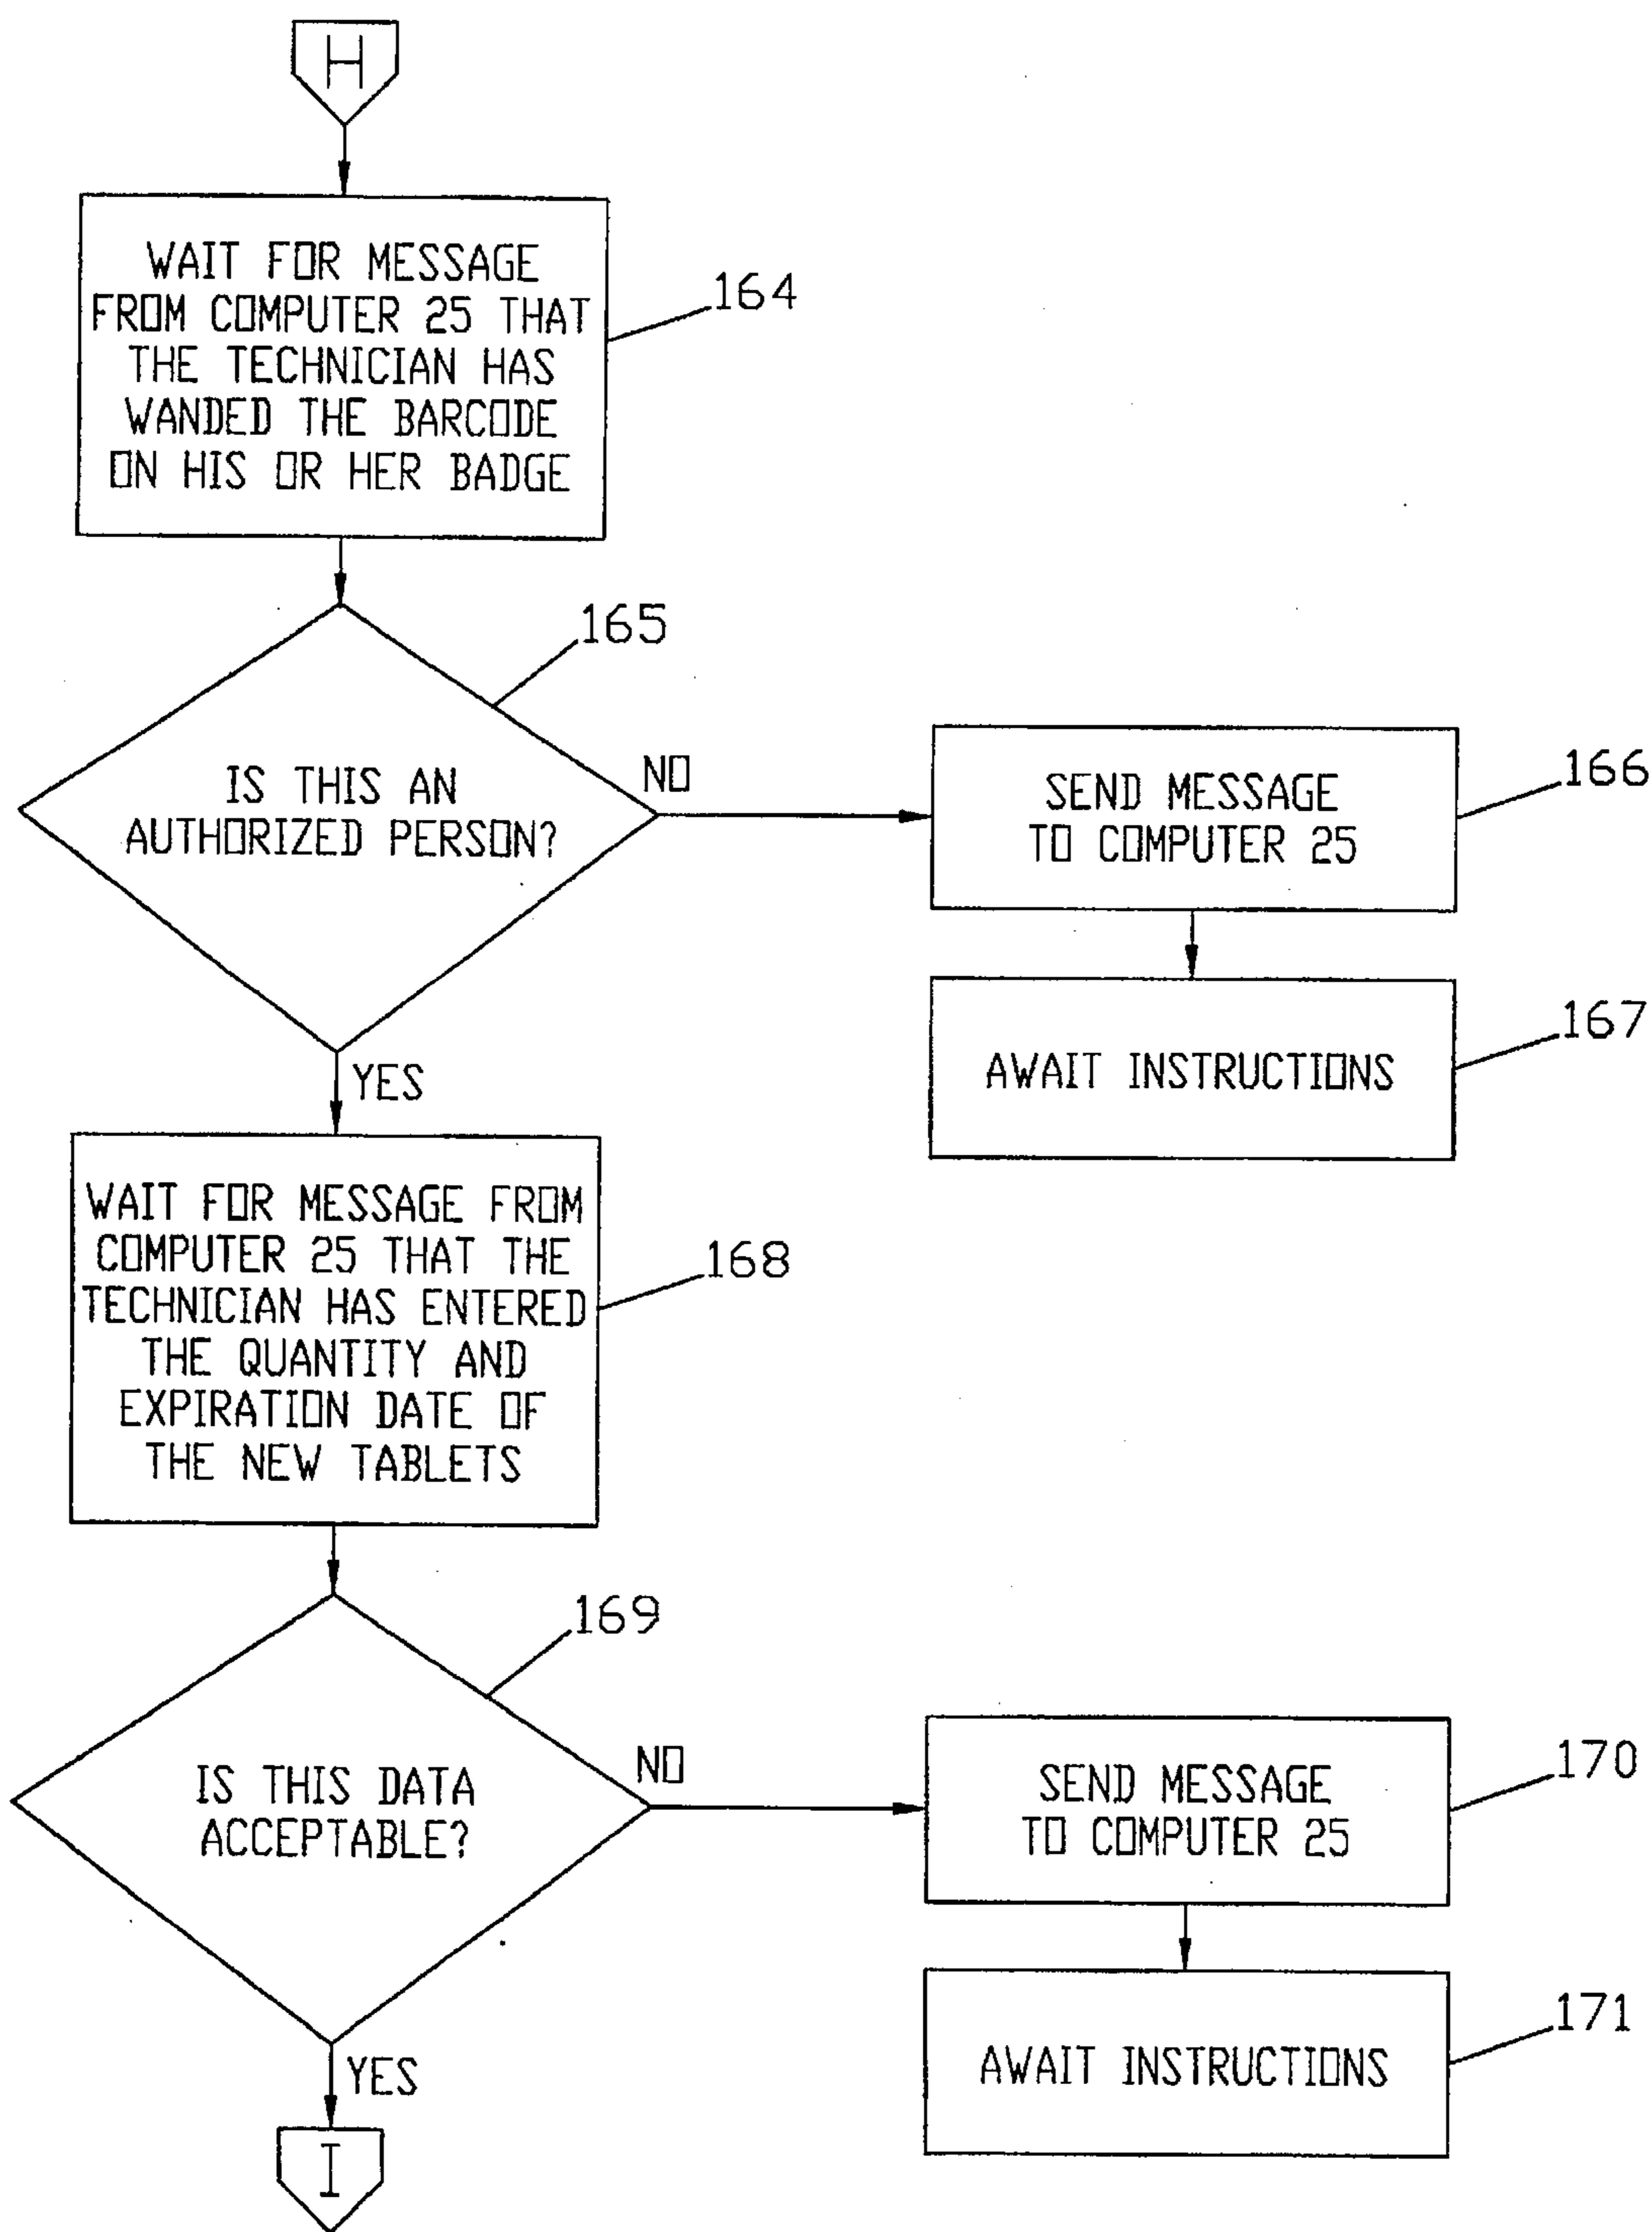 H
WAIT FOR MESSAGE
FROM COMPUTER 25 THAT
THE TECHNICIAN HAS
WANDED THE BARCODE
ON HIS OR HER BADGE
164
165
IS THIS AN
AUTHORIZED PERSON?
NO
SEND MESSAGE
TO COMPUTER 25
166
AWAIT INSTRUCTIONS
167
YES
WAIT FOR MESSAGE FROM
COMPUTER 25 THAT THE
TECHNICIAN HAS ENTERED
THE QUANTITY AND
EXPIRATION DATE OF
THE NEW TABLETS
168
169
IS THIS DATA
ACCEPTABLE?
NO
SEND MESSAGE
TO COMPUTER 25
170
AWAIT INSTRUCTIONS
171
YES
I